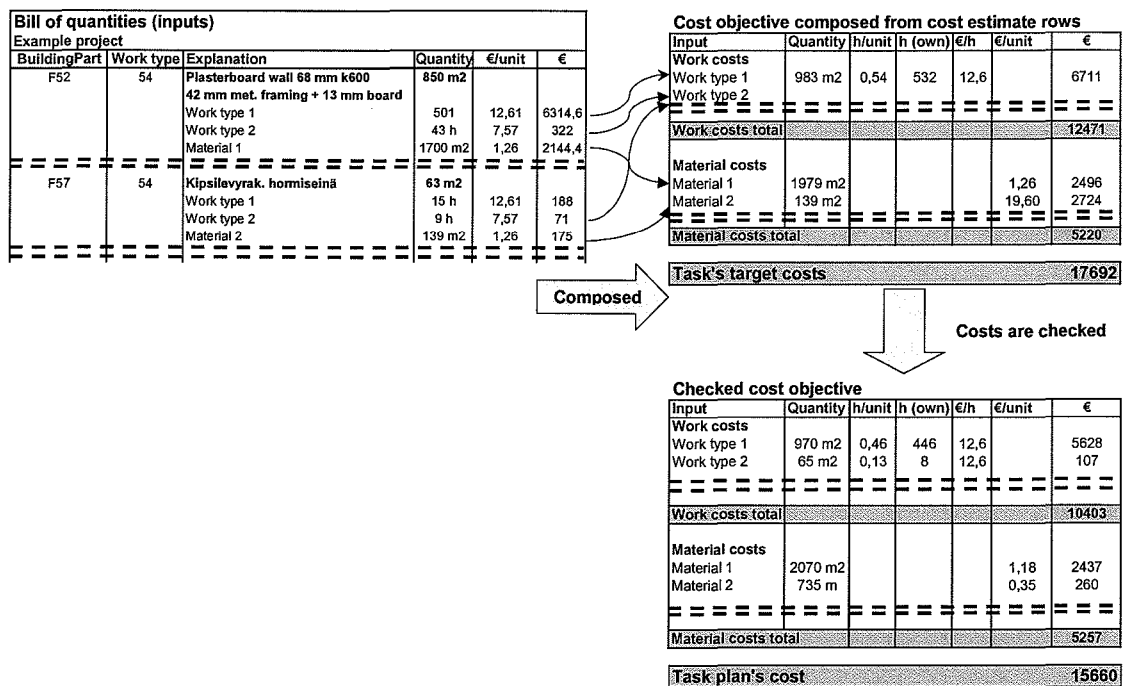 Bill of quantities (inputs)
Example project
BuildingPart Work type Explanation Quantity €/unit €
F52 54 Plasterboard wall 68 mm k600 850 m2
42 mm met. framing + 13 mm board
Work type 1 501 12,61 6314,6
Work type 2 43 h 7,57 322
Material 1 1700 m2 1,26 2144,4
F57 54 Kipsilevyrak. hormiseinä 63 m2
Work type 1 15 h 12,61 188
Work type 2 9 h 7,57 71
Material 2 139 m2 1,26 175
Composed
Cost objective composed from cost estimate rows
Input Quantity h/unit h (own) €/h €/unit €
Work costs
Work type 1 983 m2 0,54 532 12,6 6711
Work type 2
Work costs total 12471
Material costs
Material 1 1979 m2 1,26 2496
Material 2 139 m2 19,60 2724
Material costs total 5220
Task's target costs 17692
Costs are checked
Checked cost objective
Input Quantity h/unit h (own) €/h €/unit €
Work costs
Work type 1 970 m2 0,46 446 12,6 5628
Work type 2 65 m2 0,13 8 12,6 107
Work costs total 10403
Material costs
Material 1 2070 m2 1,18 2437
Material 2 735 m 0,35 260
Material costs total 5257
Task plan's cost 15660